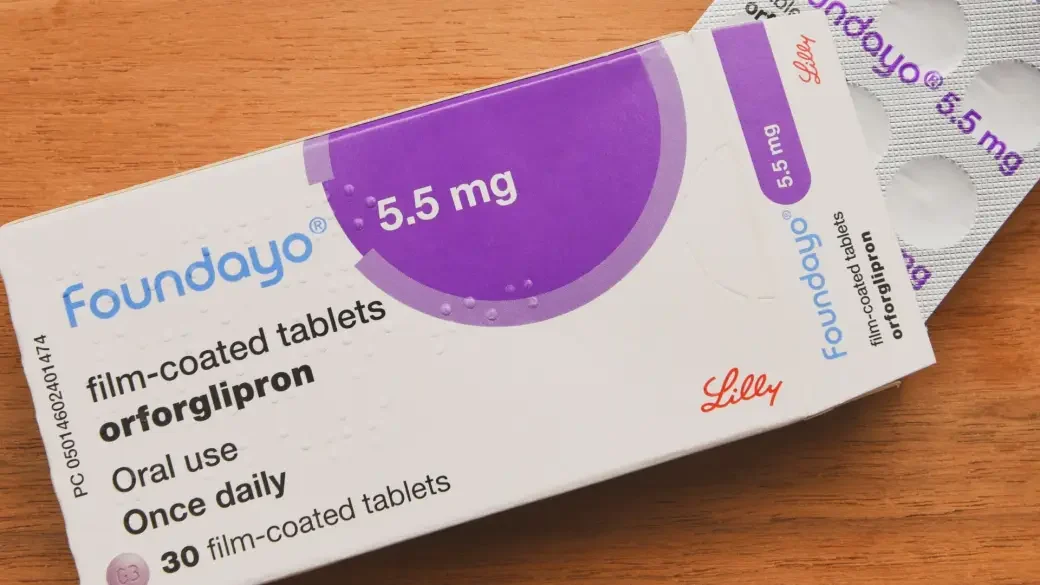 Foundayo®
5.5 mg
film-coated tablets
orforglipron
Oral use
Once daily
30 film-coated tablets
G3
PC 05014602401474
Lilly
5.5 mg
Foundayo®
film-coated tablets
orforglipron
Lilly
Foundayo®
5.5 mg